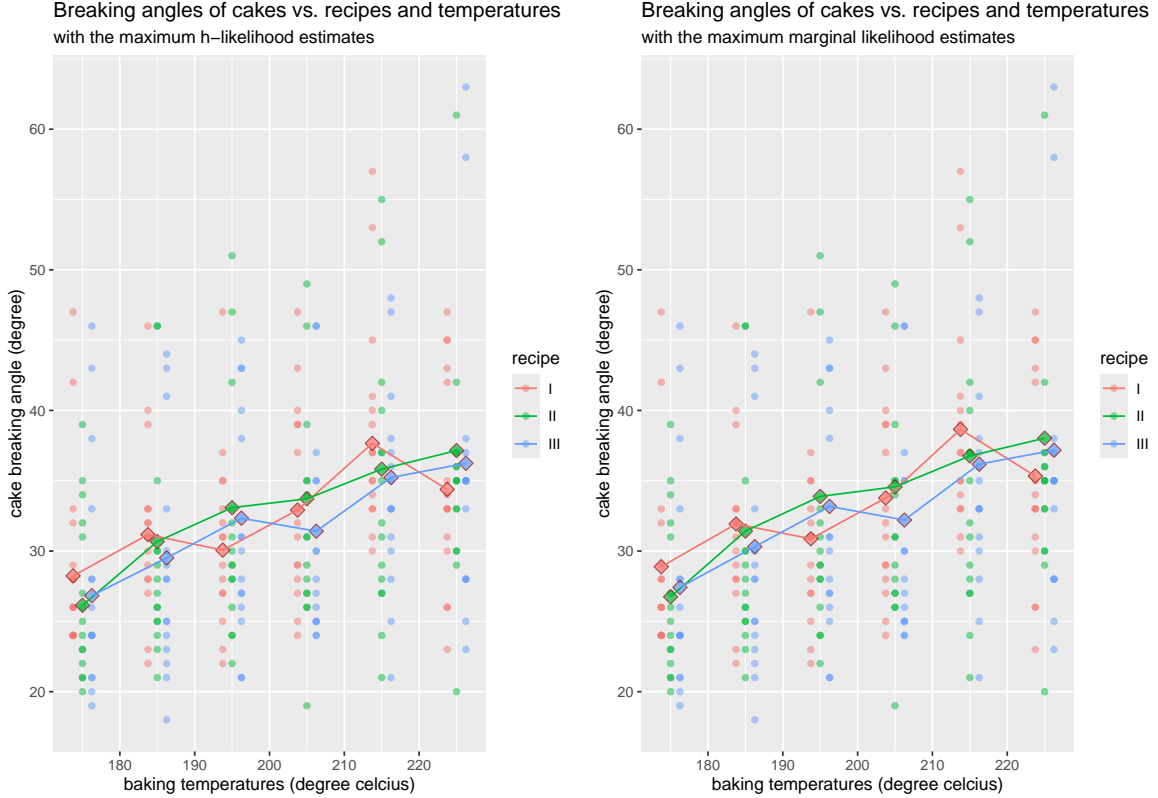 Breaking angles of cakes vs. recipes and temperatures
with the maximum h−likelihood estimates
60
50
40
30
20
180
190
200
210
220
cake breaking angle (degree)
baking temperatures (degree celcius)
recipe
I
II
III
Breaking angles of cakes vs. recipes and temperatures
with the maximum marginal likelihood estimates
60
50
40
30
20
180
190
200
210
220
cake breaking angle (degree)
baking temperatures (degree celcius)
recipe
I
II
III